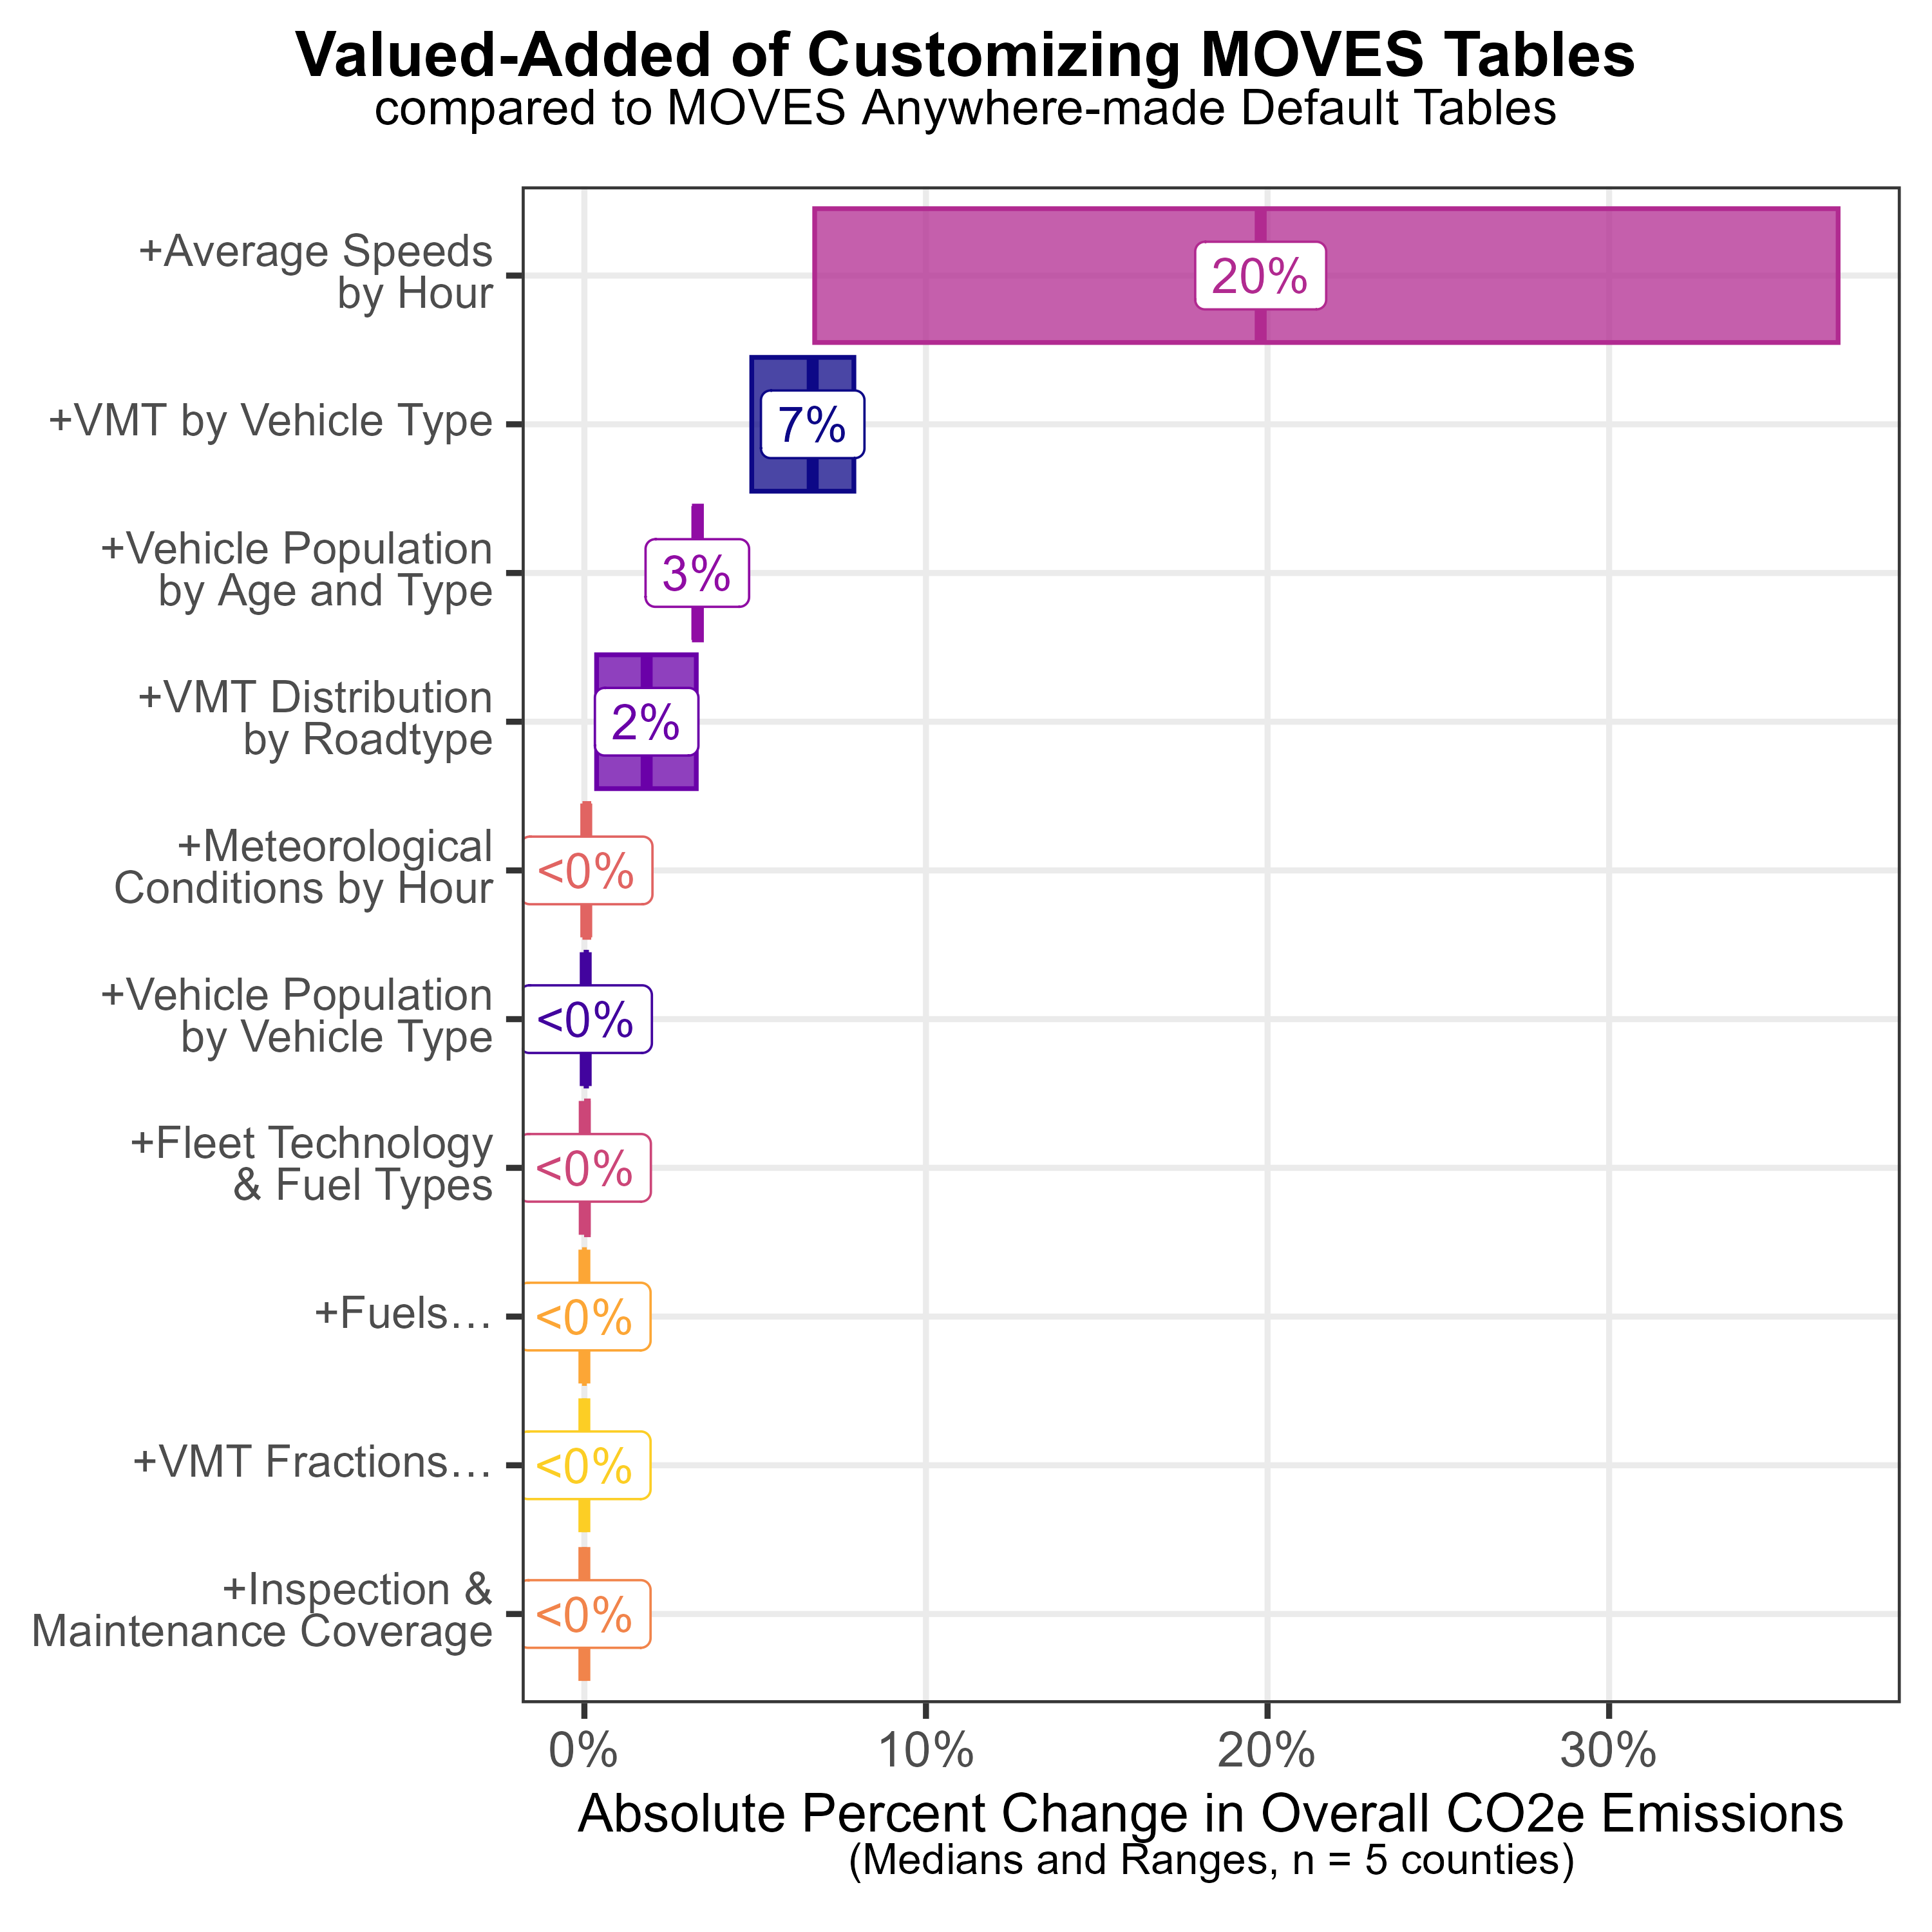 Valued-Added of Customizing MOVES Tables
compared to MOVES Anywhere-made Default Tables
+Average Speeds
by Hour
20%
+VMT by Vehicle Type
7%
+Vehicle Population
by Age and Type
3%
+VMT Distribution
by Roadtype
2%
+Meteorological
Conditions by Hour
<0%
+Vehicle Population
by Vehicle Type
<0%
+Fleet Technology
& Fuel Types
<0%
+Fuels…
<0%
+VMT Fractions…
<0%
+Inspection &
Maintenance Coverage
<0%
0% 10% 20% 30%
Absolute Percent Change in Overall CO2e Emissions
(Medians and Ranges, n = 5 counties)